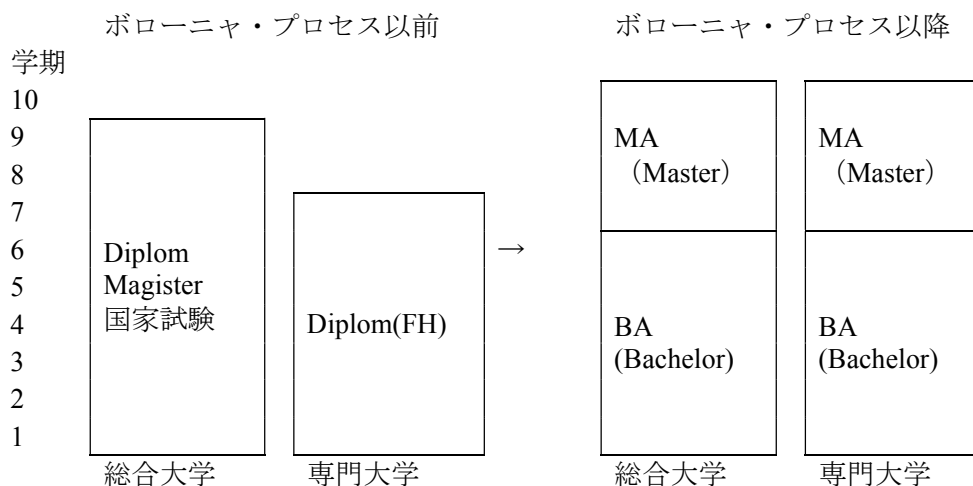 ボローニャ・プロセス以前
ボローニャ・プロセス以降
学期
10
9
8
7
6
5
4
3
2
1
Diplom
Magister
国家試験
Diplom(FH)
→
MA
(Master)
BA
(Bachelor)
MA
(Master)
BA
(Bachelor)
総合大学
専門大学
総合大学
専門大学